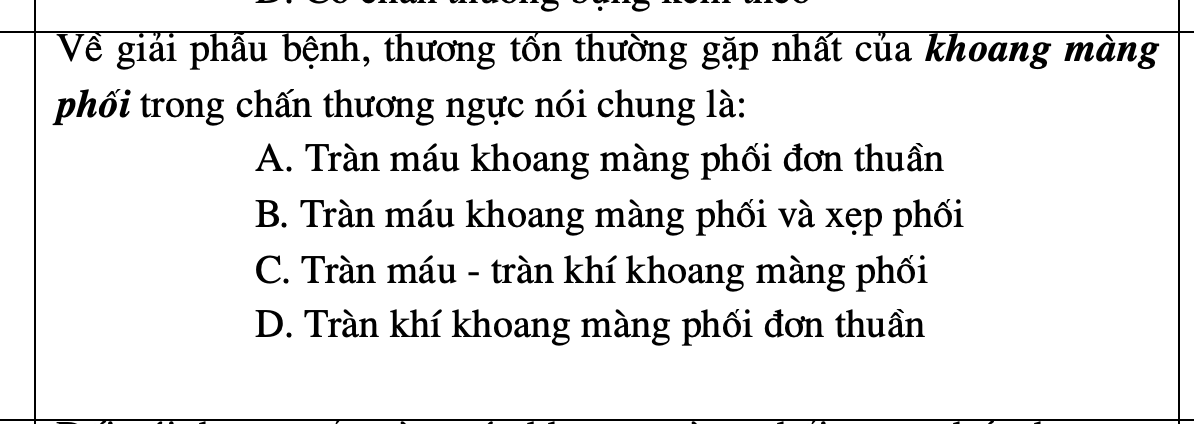 Về giải phẫu bệnh, thương tổn thường gặp nhất của khoang màng
phổi trong chấn thương ngực nói chung là:
A. Tràn máu khoang màng phổi đơn thuần
B. Tràn máu khoang màng phổi và xẹp phổi
C. Tràn máu - tràn khí khoang màng phổi
D. Tràn khí khoang màng phổi đơn thuần